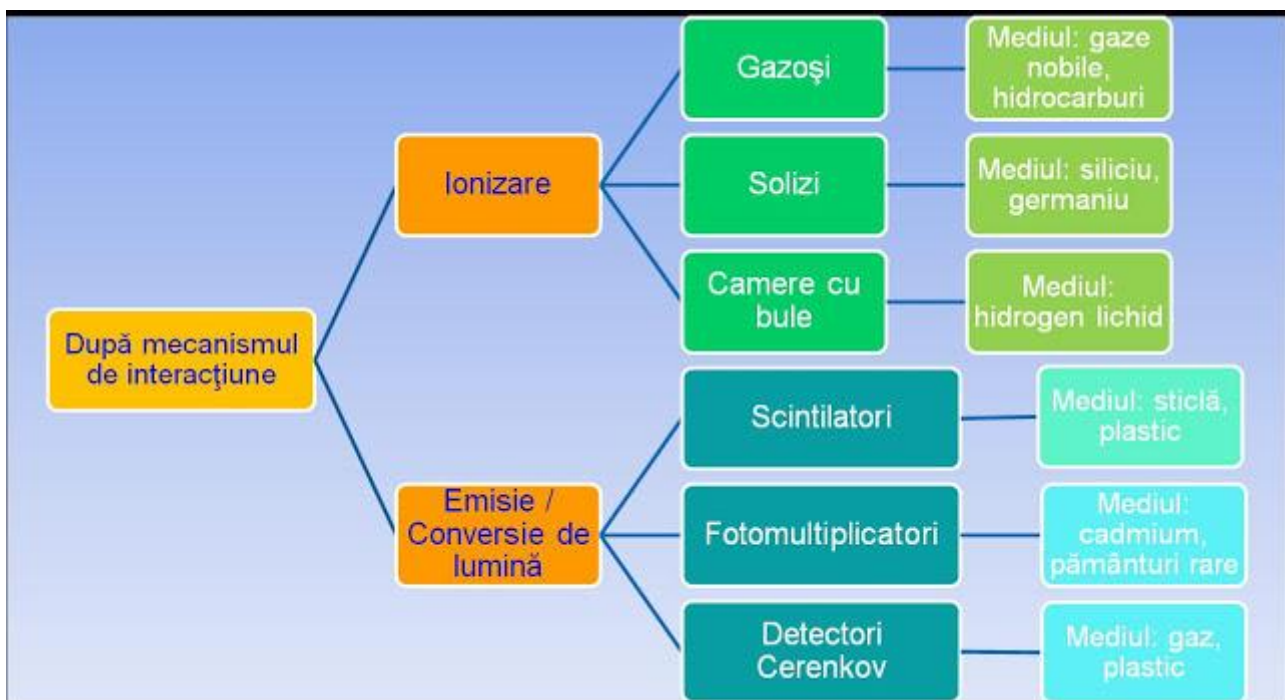 După mecanismul
de interacţiune
Ionizare
Gazoşi
Mediul: gaze
nobile,
hidrocarburi
Solizi
Mediul: siliciu,
germaniu
Camere cu
bule
Mediul:
hidrogen lichid
Emisie /
Conversie de
lumină
Scintilatori
Mediul: sticlă,
plastic
Fotomultiplicatori
Mediul:
cadmium,
pământuri rare
Detectori
Cerenkov
Mediul: gaz,
plastic